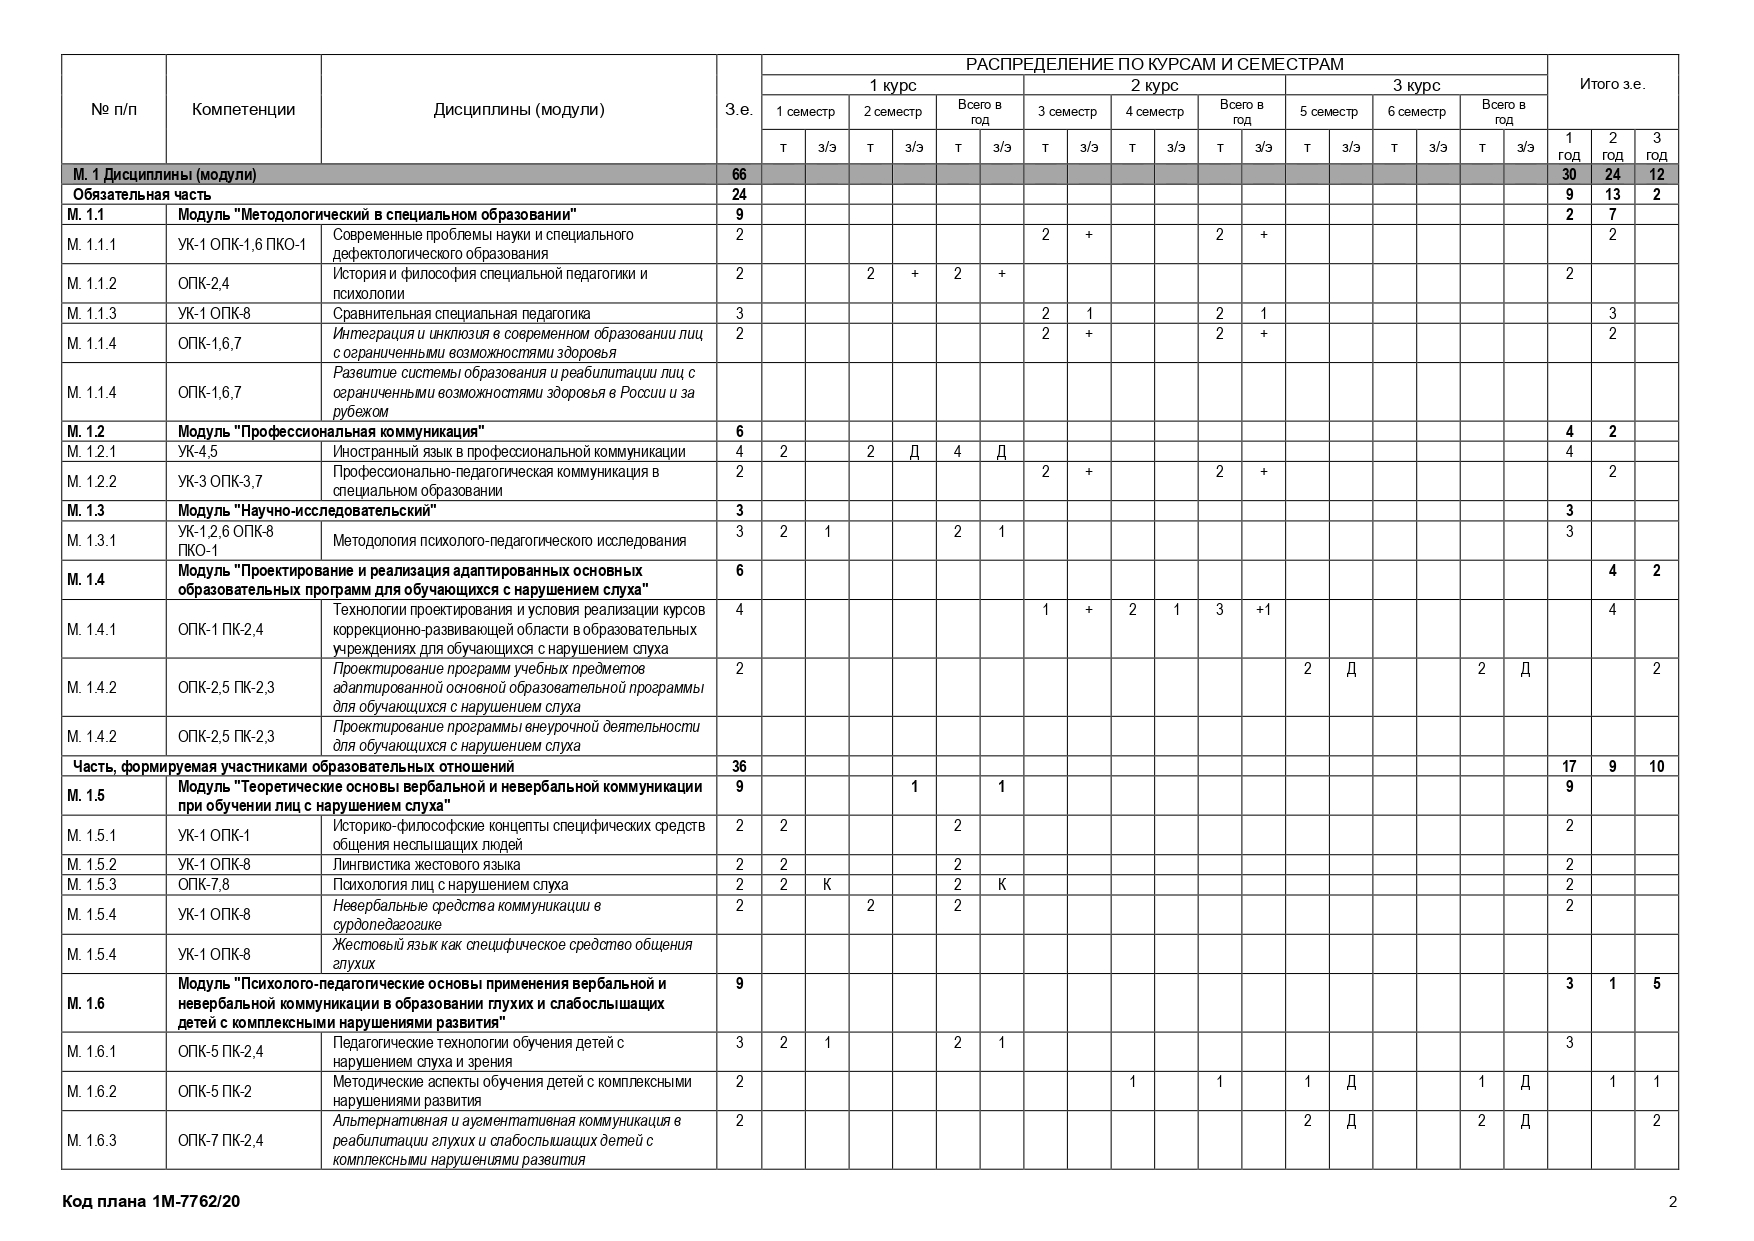 РАСПРЕДЕЛЕНИЕ ПО КУРСАМ И СЕМЕСТРАМ
№ п/п Компетенции Дисциплины (модули) З.е. 1 курс 2 курс 3 курс Итого з.е.
1 семестр 2 семестр Всего в год 3 семестр 4 семестр Всего в год 5 семестр 6 семестр Всего в год
т з/э т з/э т з/э т з/э т з/э т з/э т з/э т з/э т з/э 1 год 2 год 3 год
М. 1 Дисциплины (модули) 66 30 24 12
Обязательная часть 24 9 13 2
М. 1.1 Модуль "Методологический в специальном образовании" 9 2 7
М. 1.1.1 УК-1 ОПК-1,6 ПКО-1 Современные проблемы науки и специального 2 2 + 2 + 2
дефектологического образования
М. 1.1.2 ОПК-2,4 История и философия специальной педагогики и 2 2 + 2 + 2
психологии
М. 1.1.3 УК-1 ОПК-8 Сравнительная специальная педагогика 3 2 1 2 1 3
М. 1.1.4 ОПК-1,6,7 Интеграция и инклюзия в современном образовании лиц 2 2 + 2 + 2
с ограниченными возможностями здоровья
М. 1.1.4 ОПК-1,6,7 Развитие системы образования и реабилитации лиц с
ограниченными возможностями здоровья в России и за
рубежом
М. 1.2 Модуль "Профессиональная коммуникация" 6 4 2
М. 1.2.1 УК-4,5 Иностранный язык в профессиональной коммуникации 4 2 2 Д 4 Д 4
М. 1.2.2 УК-3 ОПК-3,7 Профессионально-педагогическая коммуникация в 2 2 + 2 + 2
специальном образовании
М. 1.3 Модуль "Научно-исследовательский" 3 3
М. 1.3.1 УК-1,2,6 ОПК-8 Методология психолого-педагогического исследования 3 2 1 2 1 3
ПКО-1
М. 1.4 Модуль "Проектирование и реализация адаптированных основных 6 4 2
образовательных программ для обучающихся с нарушением слуха"
М. 1.4.1 ОПК-1 ПК-2,4 Технологии проектирования и условия реализации курсов 4 1 + 2 1 3 +1 4
коррекционно-развивающей области в образовательных
учреждениях для обучающихся с нарушением слуха
М. 1.4.2 ОПК-2,5 ПК-2,3 Проектирование программ учебных предметов 2 2 Д 2 Д 2
адаптированной основной образовательной программы
для обучающихся с нарушением слуха
М. 1.4.2 ОПК-2,5 ПК-2,3 Проектирование программы внеурочной деятельности
для обучающихся с нарушением слуха
Часть, формируемая участниками образовательных отношений 36 17 9 10
М. 1.5 Модуль "Теоретические основы вербальной и невербальной коммуникации 9 1 1 9
при обучении лиц с нарушением слуха"
М. 1.5.1 УК-1 ОПК-1 Историко-философские концепты специфических средств 2 2 2 2
общения неслышащих людей
М. 1.5.2 УК-1 ОПК-8 Лингвистика жестового языка 2 2 2 2
М. 1.5.3 ОПК-7,8 Психология лиц с нарушением слуха 2 2 К 2 К 2
М. 1.5.4 УК-1 ОПК-8 Невербальные средства коммуникации в 2 2 2 2
сурдопедагогике
М. 1.5.4 УК-1 ОПК-8 Жестовый язык как специфическое средство общения
глухих
М. 1.6 Модуль "Психолого-педагогические основы применения вербальной и 9 3 1 5
невербальной коммуникации в образовании глухих и слабослышащих
детей с комплексными нарушениями развития"
М. 1.6.1 ОПК-5 ПК-2,4 Педагогические технологии обучения детей с 3 2 1 2 1 3
нарушением слуха и зрения
М. 1.6.2 ОПК-5 ПК-2 Методические аспекты обучения детей с комплексными 2 1 1 1 Д 1 Д 1 1
нарушениями развития
М. 1.6.3 ОПК-7 ПК-2,4 Альтернативная и аугментативная коммуникация в 2 2 Д 2 Д 2
реабилитации глухих и слабослышащих детей с
комплексными нарушениями развития
Код плана 1М-7762/20 2